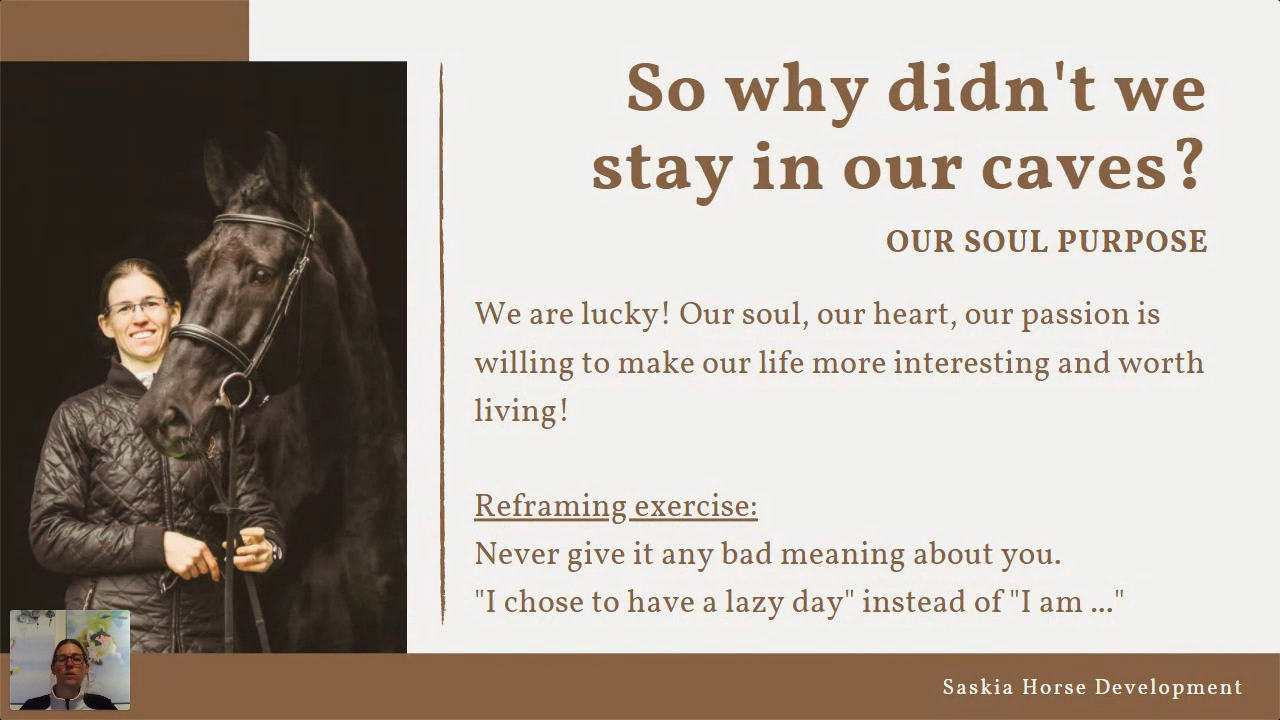 So why didn't we
stay in our caves?
OUR SOUL PURPOSE
We are lucky! Our soul, our heart, our passion is
willing to make our life more interesting and worth
living!
Reframing exercise:
Never give it any bad meaning about you.
"I chose to have a lazy day" instead of "I am ..."
Saskia Horse Development